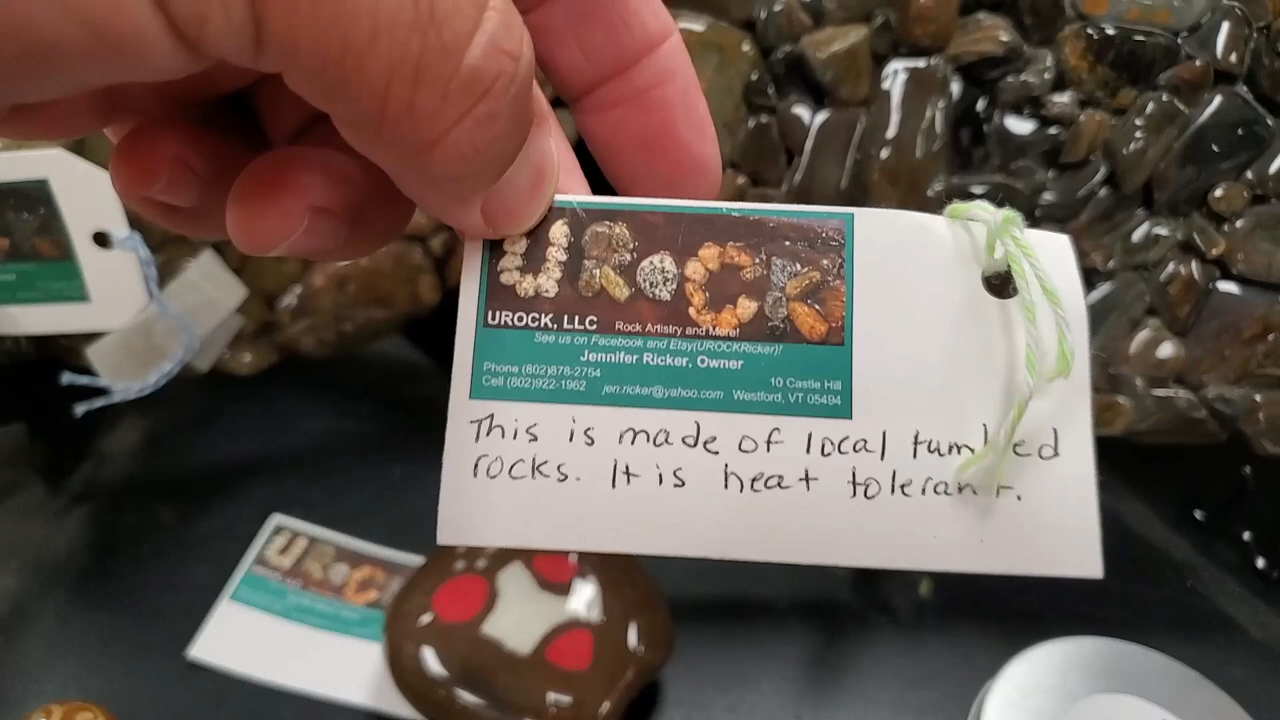 UROCK
UROCK, LLC Rock Artistry and More!
See us on Facebook and Etsy(UROCKRicker)!
Jennifer Ricker, Owner
Phone (802)878-2754
Cell (802)922-1962 jen.ricker@yahoo.com
10 Castle Hill
Westford, VT 05494
This is made of local tumbled
rocks. It is heat tolerant.
UROC